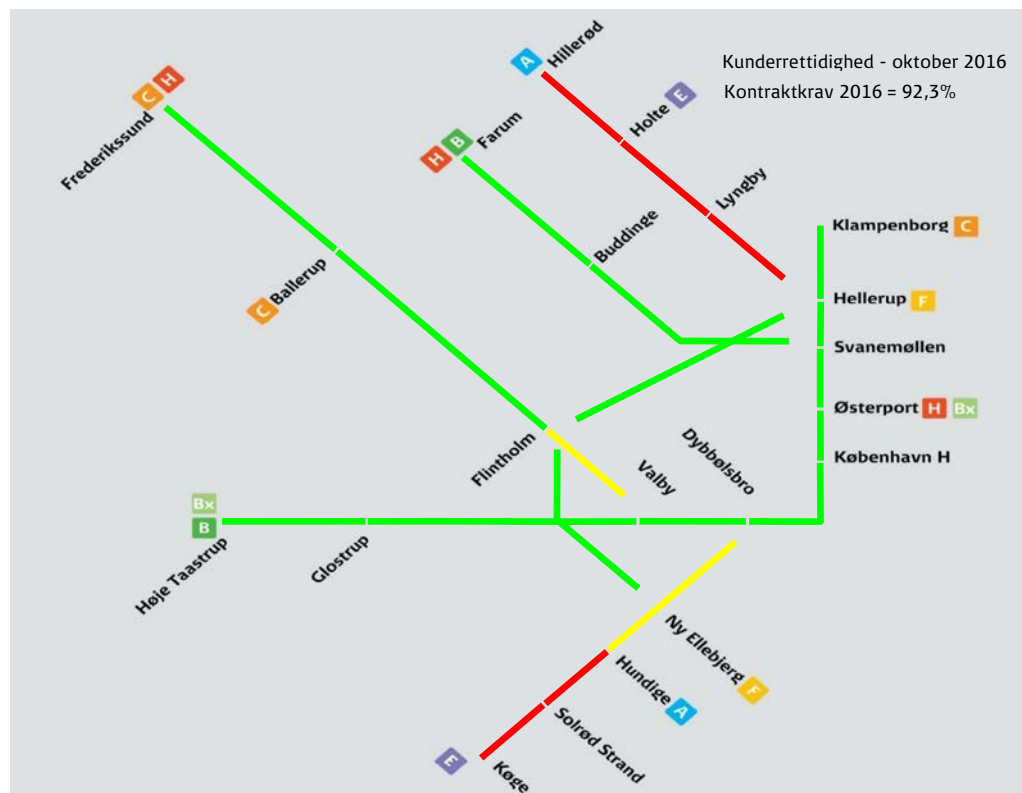 A Hillerød
Kunderrettidighed - oktober 2016
Kontraktkrav 2016 = 92,3%
C H
Frederikssund
Holte E
H B Farum
Lyngby
Buddinge
Klampenborg C
C Ballerup
Hellerup F
Svanemøllen
Østerport H Bx
København H
Flintholm
Valby
Dybbølsbro
Bx
B
Høje Taastrup
Glostrup
Ny Ellebjerg F
Hundige A
Solrød Strand
E Køge